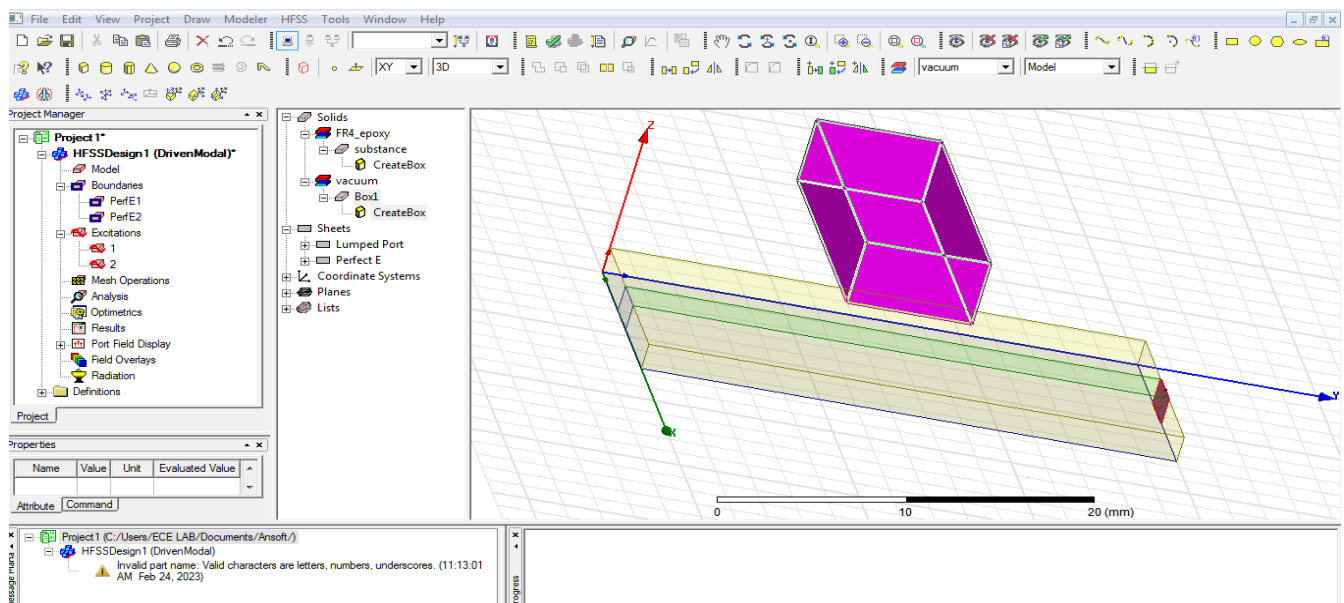 File Edit View Project Draw Modeler HFSS Tools Window Help
XY 3D vacuum Model
Project Manager
Project1*
HFSSDesign1 (DrivenModal)*
Model
Boundaries
PerfE1
PerfE2
Excitations
1
2
Mesh Operations
Analysis
Optimetrics
Results
Port Field Display
Field Overlays
Radiation
Definitions
Project
Properties
Name Value Unit Evaluated Value
Attribute Command
Solids
FR4_epoxy
substance
CreateBox
vacuum
Box1
CreateBox
Sheets
Lumped Port
Perfect E
Coordinate Systems
Planes
Lists
Z
Y
X
0 10 20 (mm)
Project1 (C:/Users/ECE LAB/Documents/Ansoft/)
HFSSDesign1 (DrivenModal)
Invalid part name: Valid characters are letters, numbers, underscores. (11:13:01
AM Feb 24, 2023)